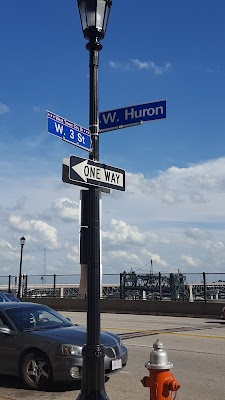 W. Huron
W. 3 St
ONE WAY